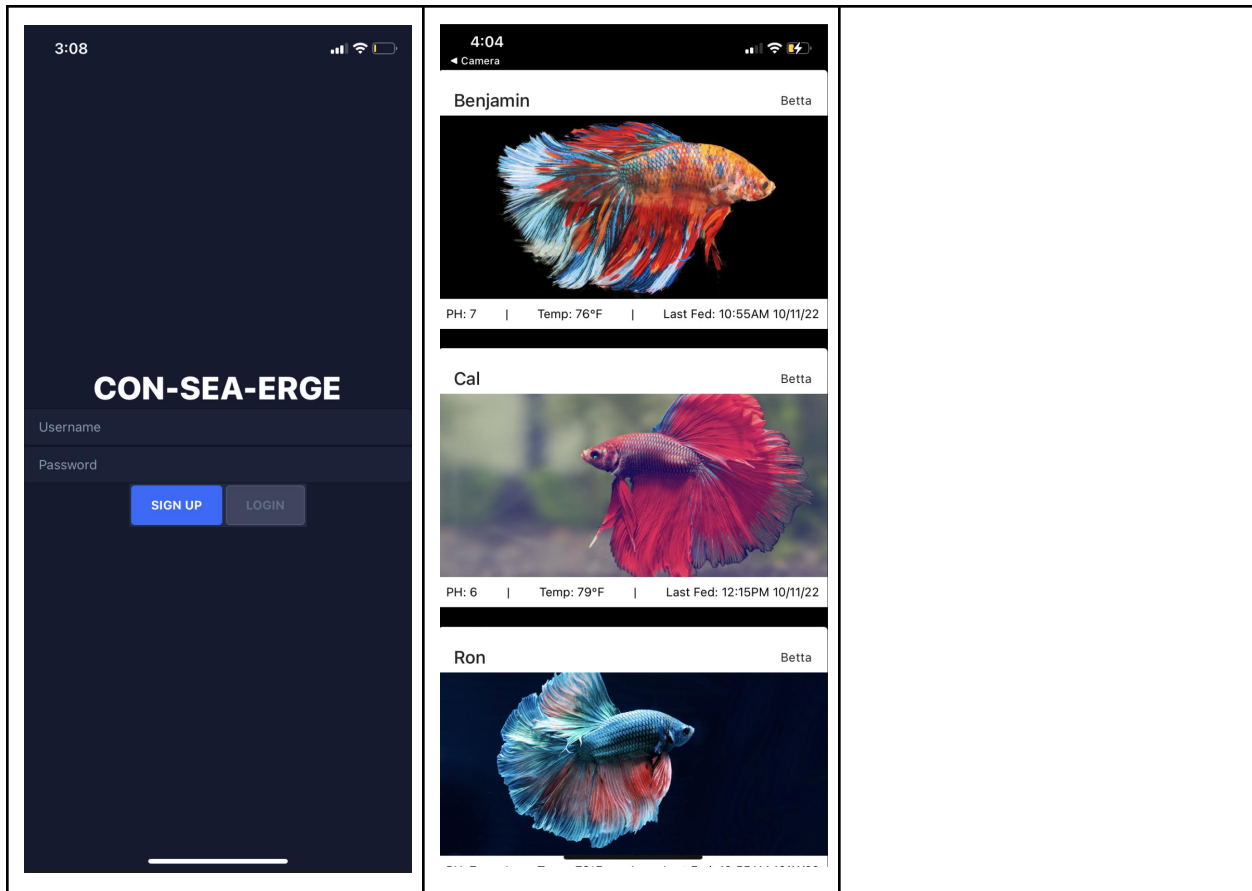 3:08
CON-SEA-ERGE
Username
Password
SIGN UP LOGIN
4:04
◄ Camera
Benjamin Betta
PH: 7 | Temp: 76°F | Last Fed: 10:55AM 10/11/22
Cal Betta
PH: 6 | Temp: 79°F | Last Fed: 12:15PM 10/11/22
Ron Betta